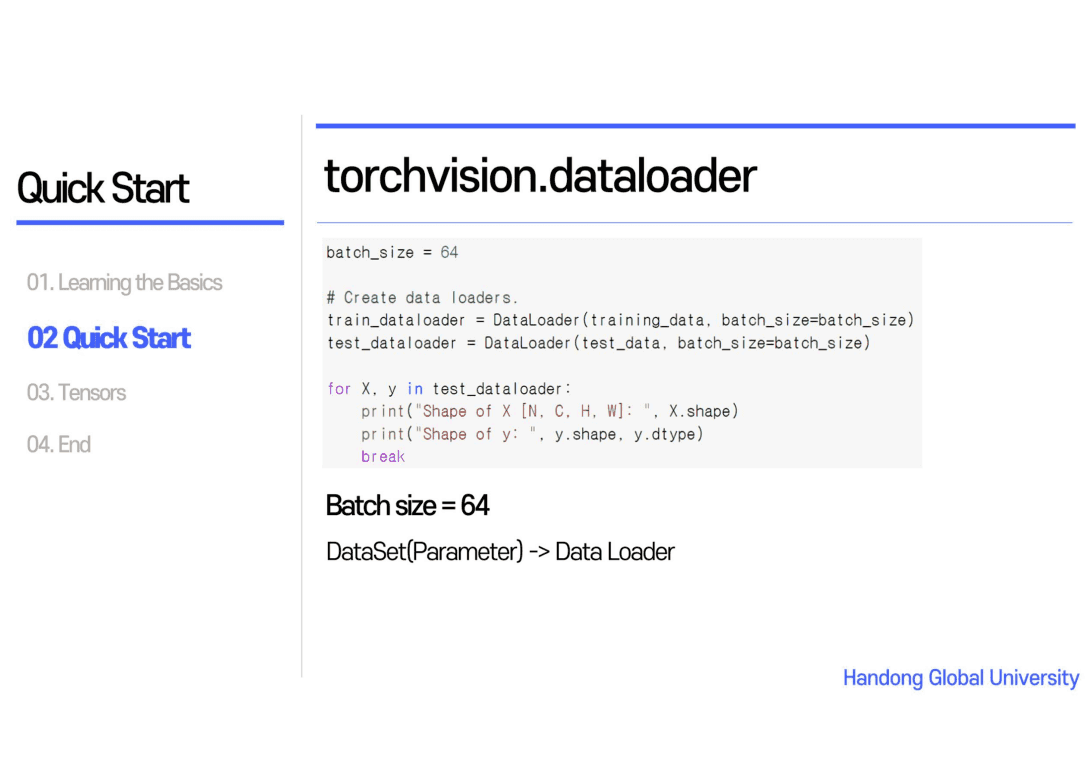 Quick Start
01. Learning the Basics
02 Quick Start
03. Tensors
04. End
torchvision.dataloader
batch_size = 64
# Create data loaders.
train_dataloader = DataLoader(training_data, batch_size=batch_size)
test_dataloader = DataLoader(test_data, batch_size=batch_size)
for X, y in test_dataloader:
    print("Shape of X [N, C, H, W]: ", X.shape)
    print("Shape of y: ", y.shape, y.dtype)
    break
Batch size = 64
DataSet(Parameter) -> Data Loader
Handong Global University